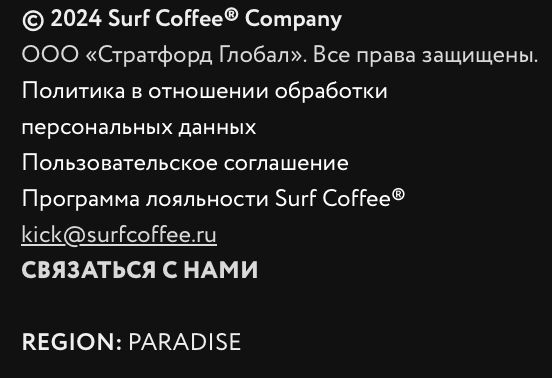 © 2024 Surf Coffee® Company
ООО «Стратфорд Глобал». Все права защищены.
Политика в отношении обработки
персональных данных
Пользовательское соглашение
Программа лояльности Surf Coffee®
kick@surfcoffee.ru
СВЯЗАТЬСЯ С НАМИ
REGION: PARADISE